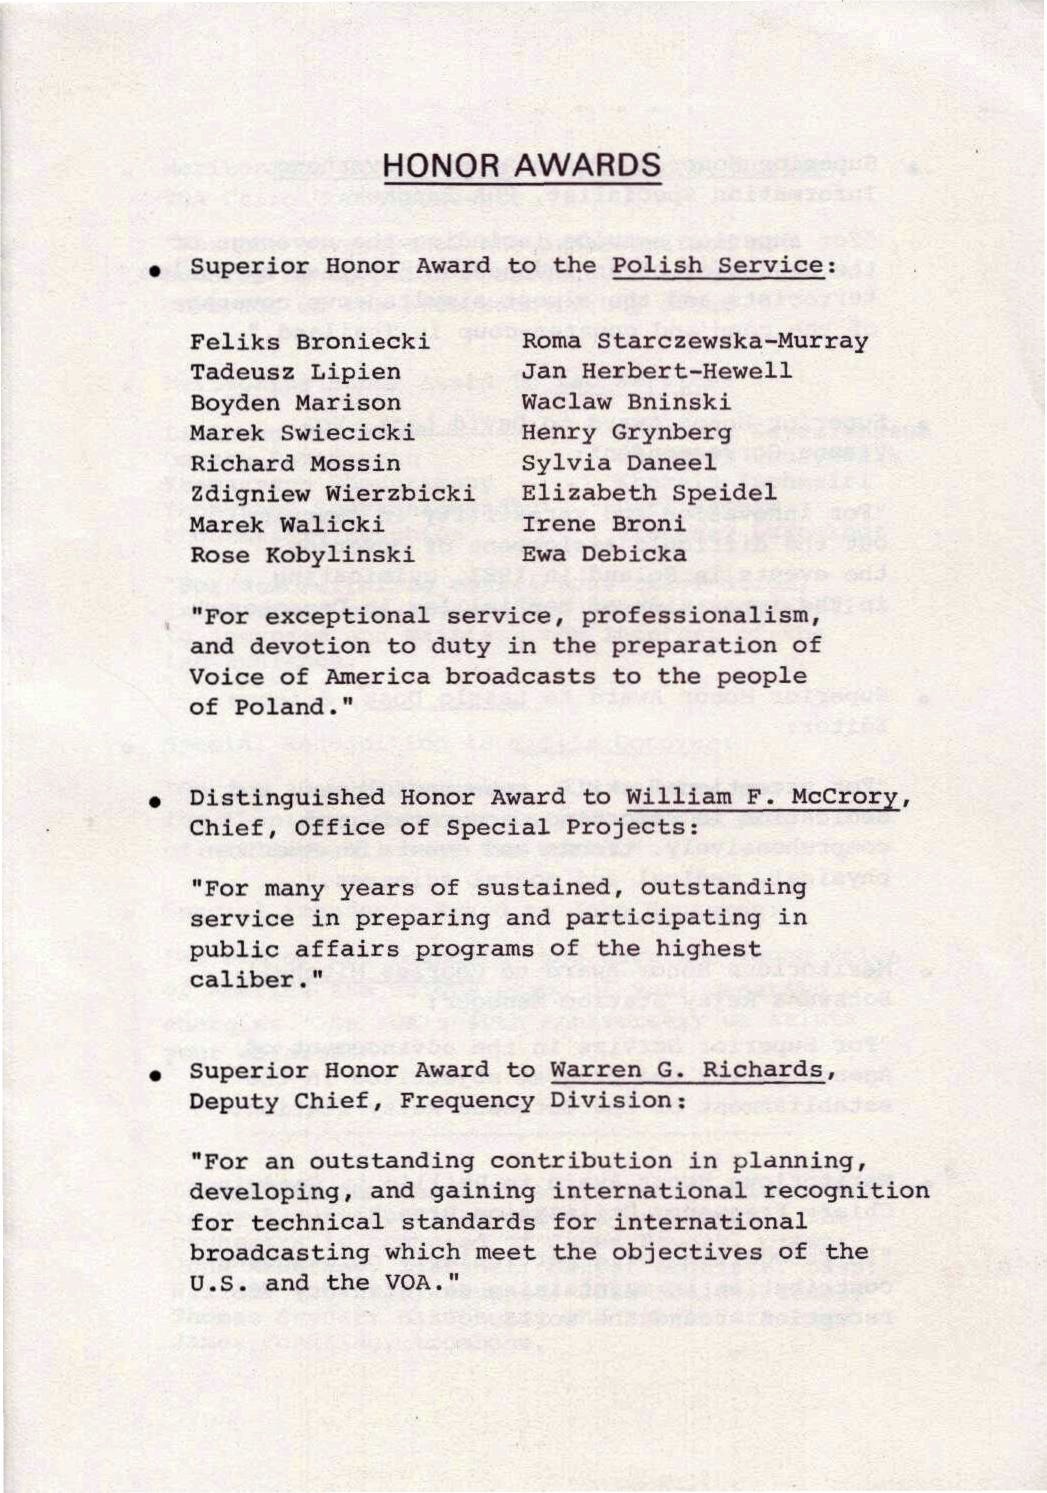 HONOR AWARDS
• Superior Honor Award to the Polish Service:
Feliks Broniecki Roma Starczewska-Murray
Tadeusz Lipien Jan Herbert-Hewell
Boyden Marison Waclaw Bninski
Marek Swiecicki Henry Grynberg
Richard Mossin Sylvia Daneel
Zdigniew Wierzbicki Elizabeth Speidel
Marek Walicki Irene Broni
Rose Kobylinski Ewa Debicka
"For exceptional service, professionalism,
and devotion to duty in the preparation of
Voice of America broadcasts to the people
of Poland."
• Distinguished Honor Award to William F. McCrory,
Chief, Office of Special Projects:
"For many years of sustained, outstanding
service in preparing and participating in
public affairs programs of the highest
caliber."
• Superior Honor Award to Warren G. Richards,
Deputy Chief, Frequency Division:
"For an outstanding contribution in planning,
developing, and gaining international recognition
for technical standards for international
broadcasting which meet the objectives of the
U.S. and the VOA."